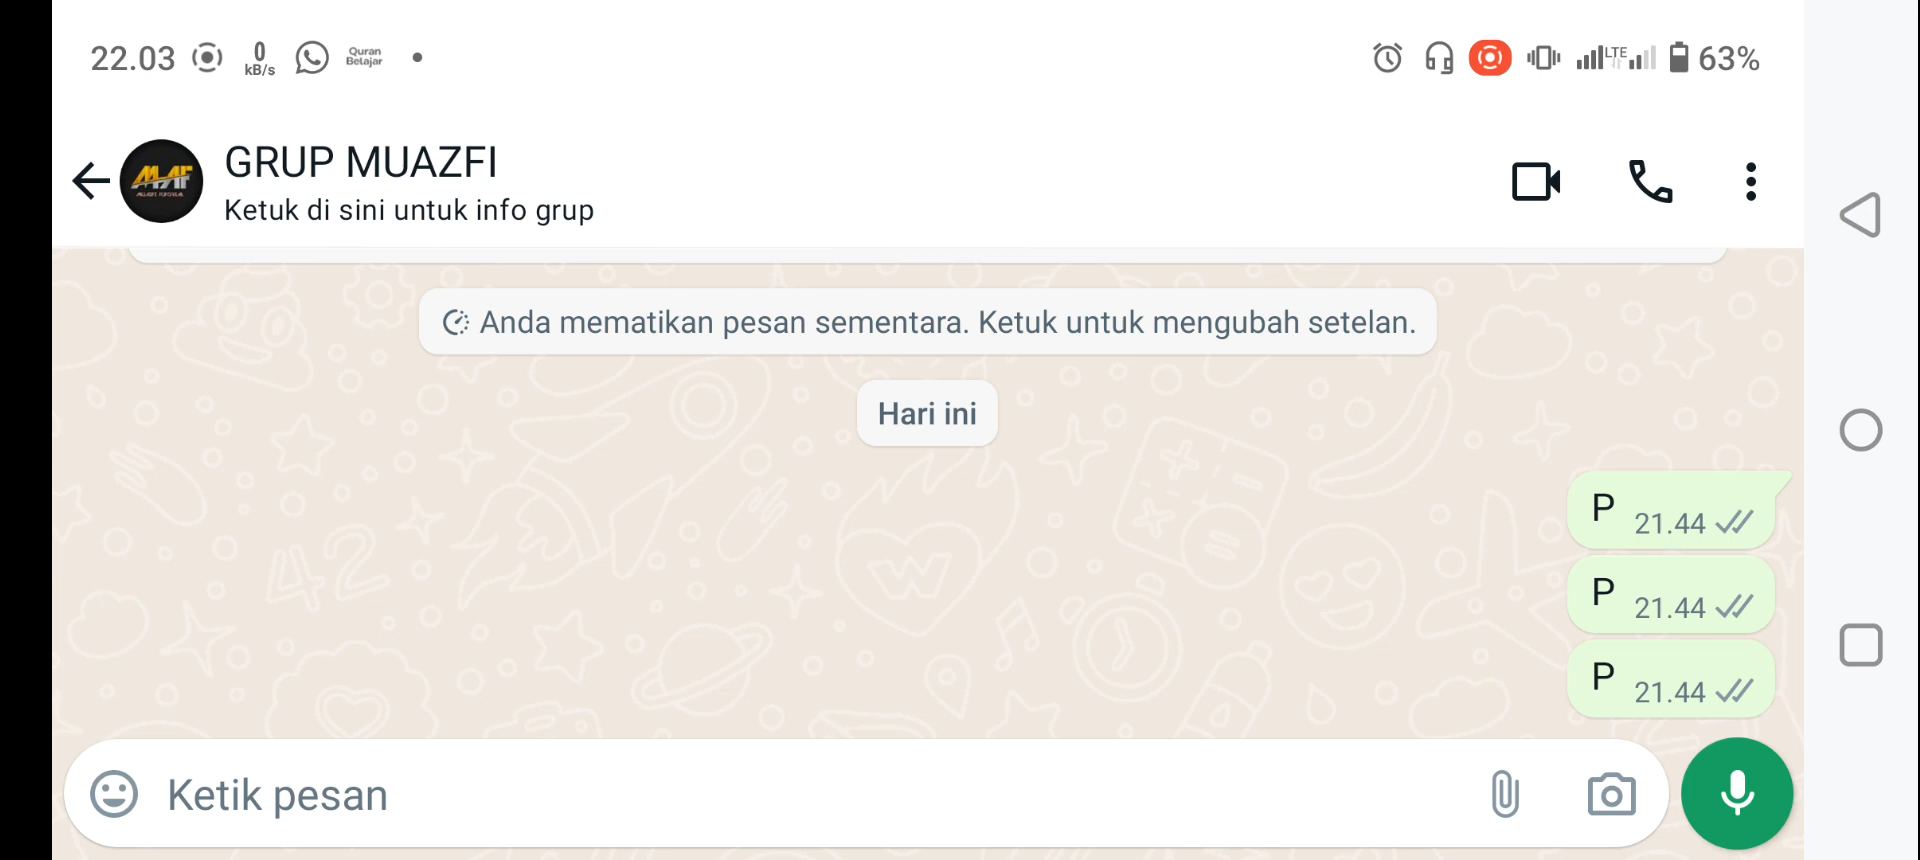 22.03 0 kB/s Quran Belajar LTE 63%
GRUP MUAZFI
Ketuk di sini untuk info grup
Anda mematikan pesan sementara. Ketuk untuk mengubah setelan.
Hari ini
P 21.44
P 21.44
P 21.44
Ketik pesan